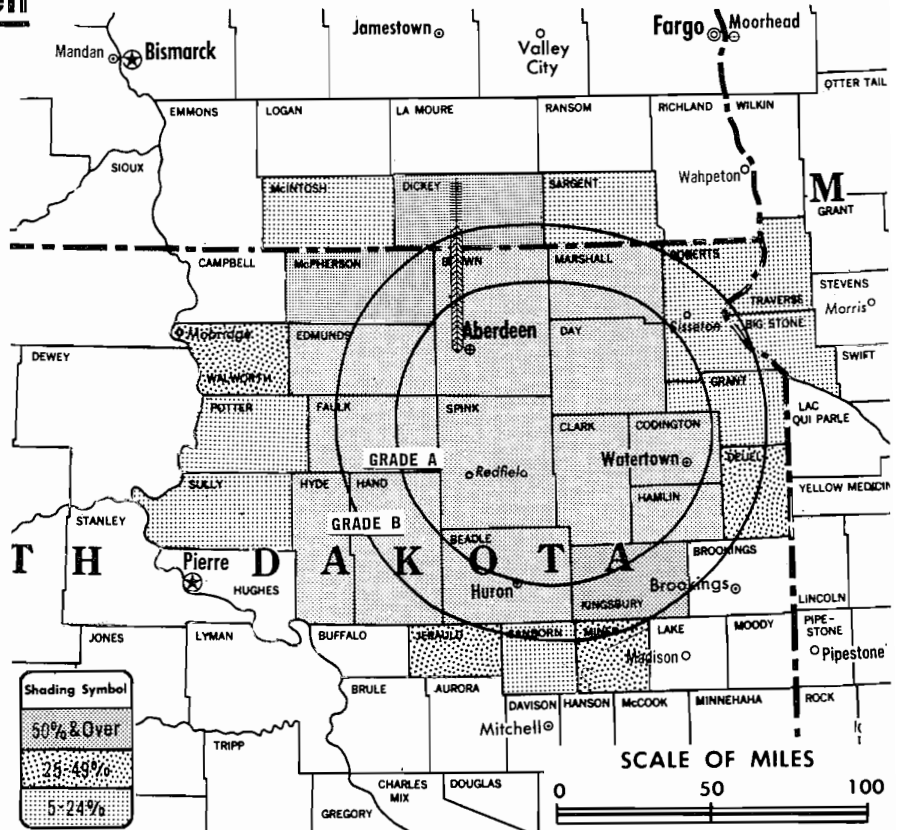 Jamestown
Fargo
Moorhead
Mandan
Bismarck
Valley
City
OTTER TAIL
EMMONS
LOGAN
LA MOURE
RANSOM
RICHLAND
WILKIN
SIOUX
Wahpeton
M
McINTOSH
DICKEY
SARGENT
GRANT
CAMPBELL
McPHERSON
BROWN
MARSHALL
ROBERTS
STEVENS
TRAVERSE
Morris
Mobridge
EDMUNDS
Aberdeen
DAY
Sisseton
BIG STONE
DEWEY
SWIFT
WALWORTH
GRANT
POTTER
FAULK
SPINK
LAC
QUI PARLE
CLARK
CODINGTON
GRADE A
Watertown
DEUEL
Redfield
SULLY
HYDE
HAND
HAMLIN
YELLOW MEDICIN
STANLEY
GRADE B
BEADLE
BROOKINGS
T H D A K O T A
Pierre
HUGHES
Huron
Brookings
KINGSBURY
LINCOLN
JONES
LYMAN
BUFFALO
JERAULD
SANBORN
MINER
LAKE
MOODY
PIPE-
STONE
Madison
Pipestone
Shading Symbol
50% & Over
25-49%
5-24%
BRULE
AURORA
DAVISON
HANSON
McCOOK
MINNEHAHA
ROCK
Mitchell
TRIPP
SCALE OF MILES
CHARLES
MIX
DOUGLAS
GREGORY
0 50 100